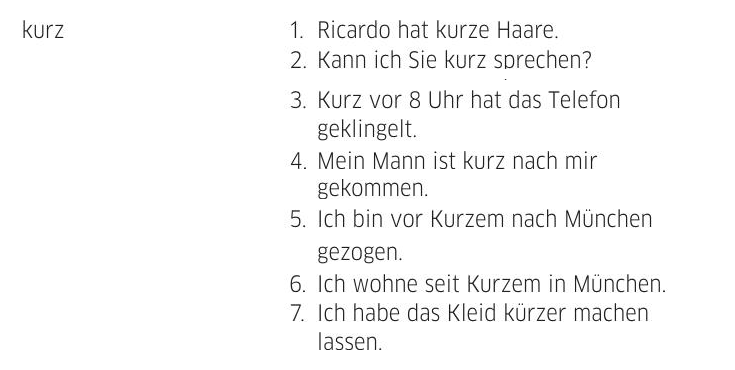 kurz
1. Ricardo hat kurze Haare.
2. Kann ich Sie kurz sprechen?
3. Kurz vor 8 Uhr hat das Telefon
geklingelt.
4. Mein Mann ist kurz nach mir
gekommen.
5. Ich bin vor Kurzem nach München
gezogen.
6. Ich wohne seit Kurzem in München.
7. Ich habe das Kleid kürzer machen
lassen.